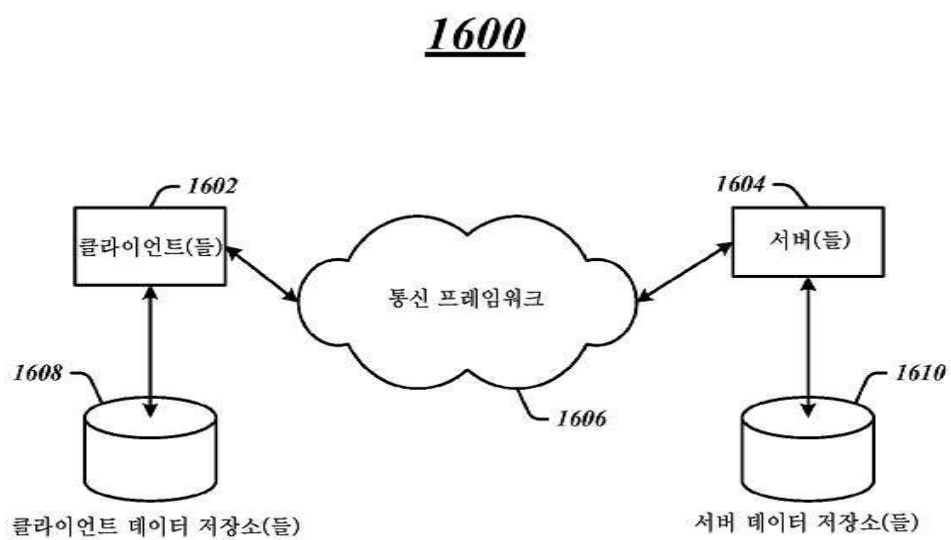 1600
1602
1604
클라이언트(들)
서버(들)
통신 프레임워크
1608
1610
1606
클라이언트 데이터 저장소(들)
서버 데이터 저장소(들)